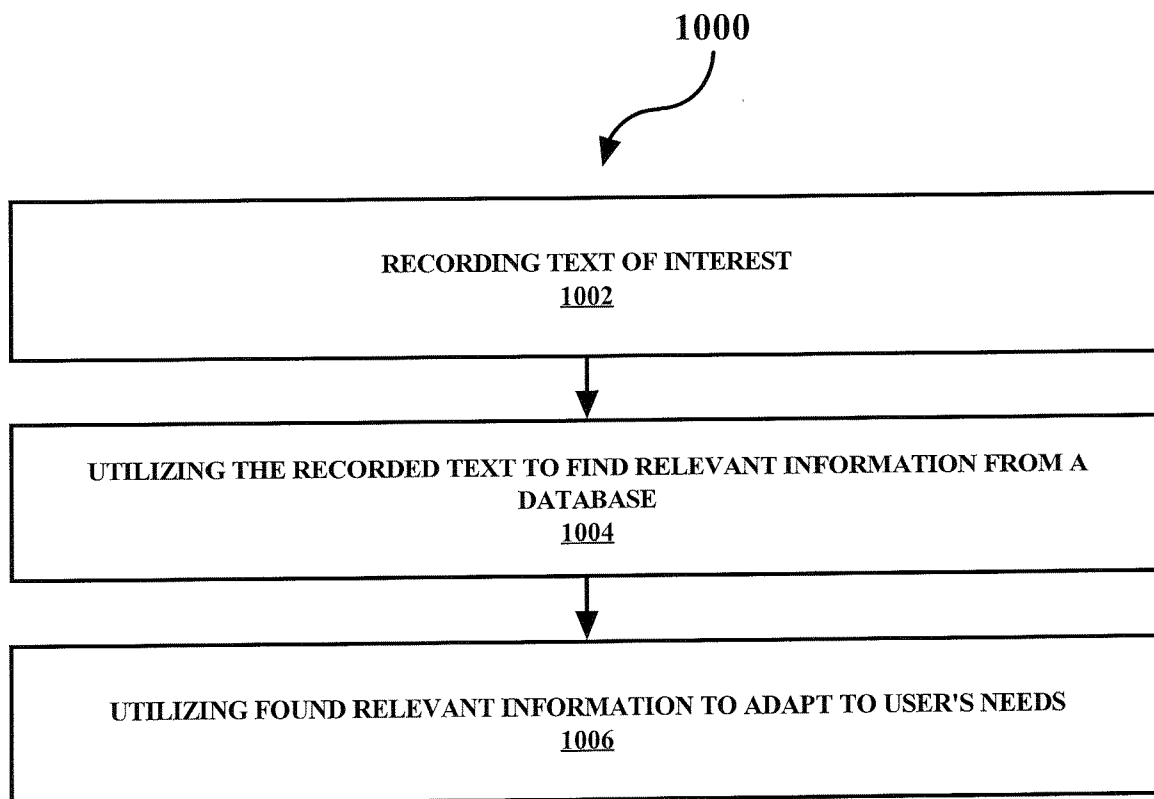 1000
RECORDING TEXT OF INTEREST
1002
UTILIZING THE RECORDED TEXT TO FIND RELEVANT INFORMATION FROM A
DATABASE
1004
UTILIZING FOUND RELEVANT INFORMATION TO ADAPT TO USER'S NEEDS
1006